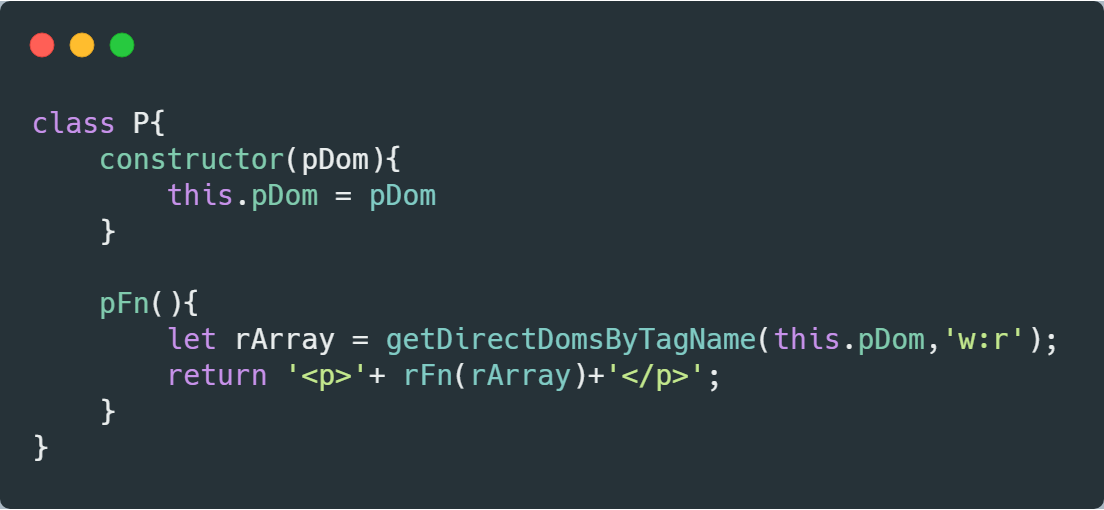 class P{
    constructor(pDom){
        this.pDom = pDom
    }

    pFn(){
        let rArray = getDirectDomsByTagName(this.pDom,'w:r');
        return '<p>'+ rFn(rArray)+'</p>';
    }
}